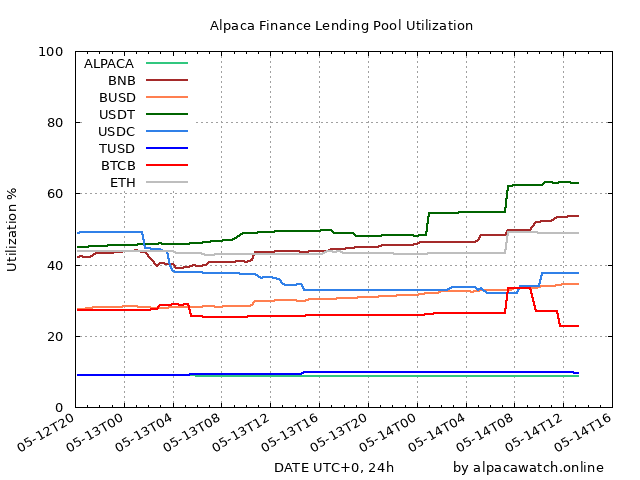 Alpaca Finance Lending Pool Utilization
100
80
60
40
20
0
Utilization %
ALPACA
BNB
BUSD
USDT
USDC
TUSD
BTCB
ETH
05-12T20
05-13T00
05-13T04
05-13T08
05-13T12
05-13T16
05-13T20
05-14T00
05-14T04
05-14T08
05-14T12
05-14T16
DATE UTC+0, 24h
by alpacawatch.online